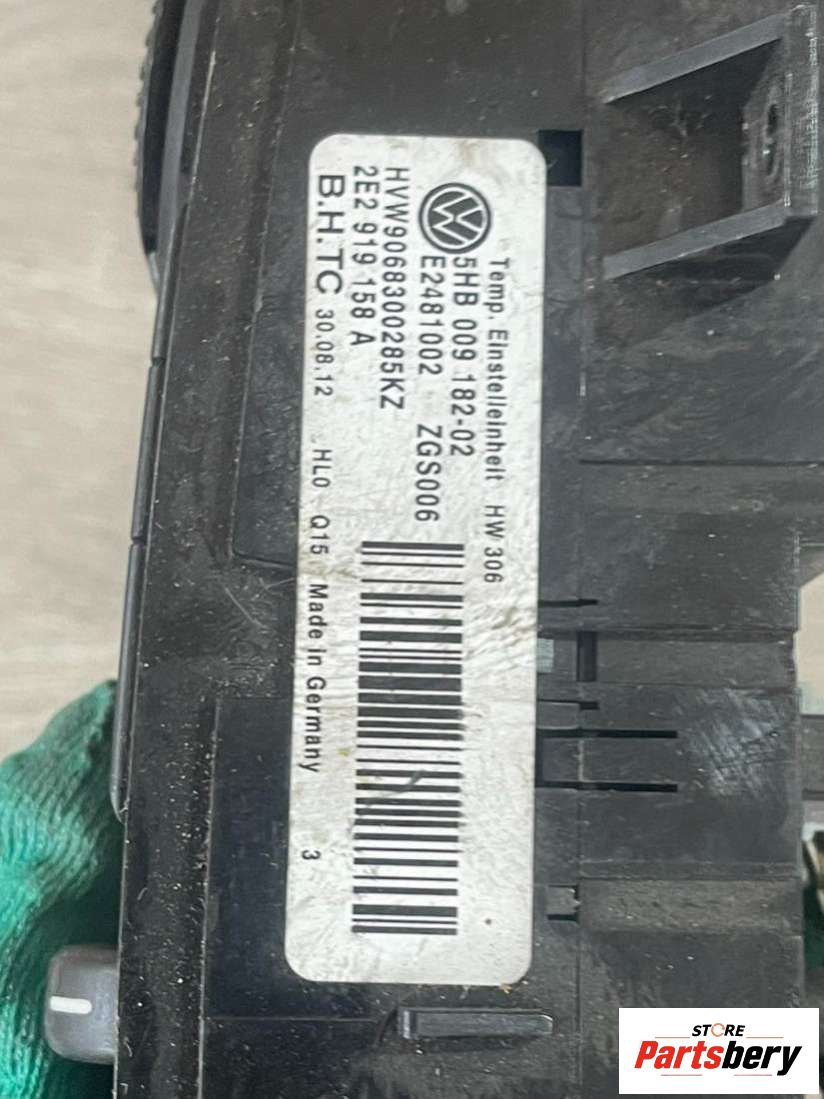 Temp. Einstelleinheit HW 306
5HB 009 182-02
E2481002 ZGS006
HVW9068300285KZ
2E2 919 158 A
B.H.TC 30.08.12 HL0 Q15 Made in Germany 3
STORE
Partsbery